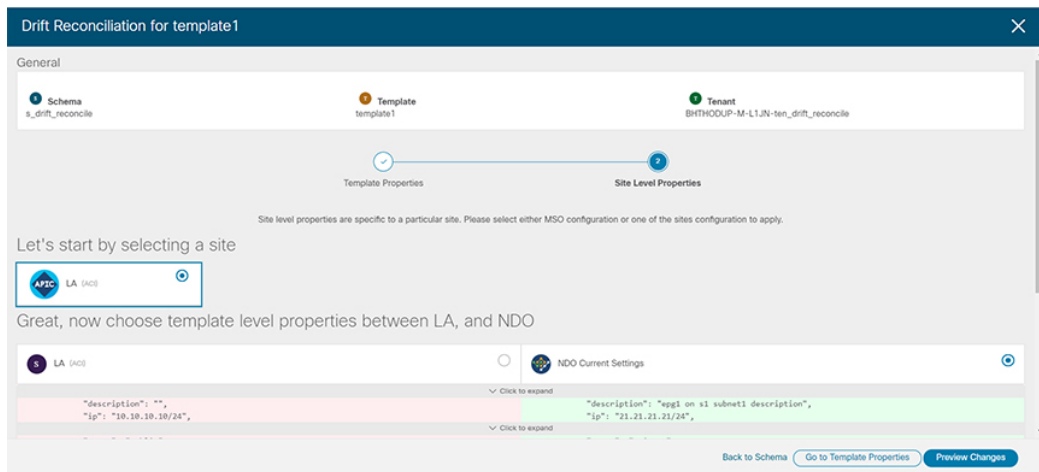 Drift Reconciliation for template1
General
S Schema
s_drift_reconcile
T Template
template1
T Tenant
BHTHODUP-M-L1JN-ten_drift_reconcile
2
Template Properties
Site Level Properties
Site level properties are specific to a particular site. Please select either MSO configuration or one of the sites configuration to apply.
Let's start by selecting a site
APIC LA (ACI)
Great, now choose template level properties between LA, and NDO
S LA (ACI)
NDO Current Settings
Click to expand
"description": "",
"ip": "10.10.10.10/24",
"description": "epg1 on s1 subnet1 description",
"ip": "21.21.21.21/24",
Click to expand
Back to Schema
Go to Template Properties
Preview Changes